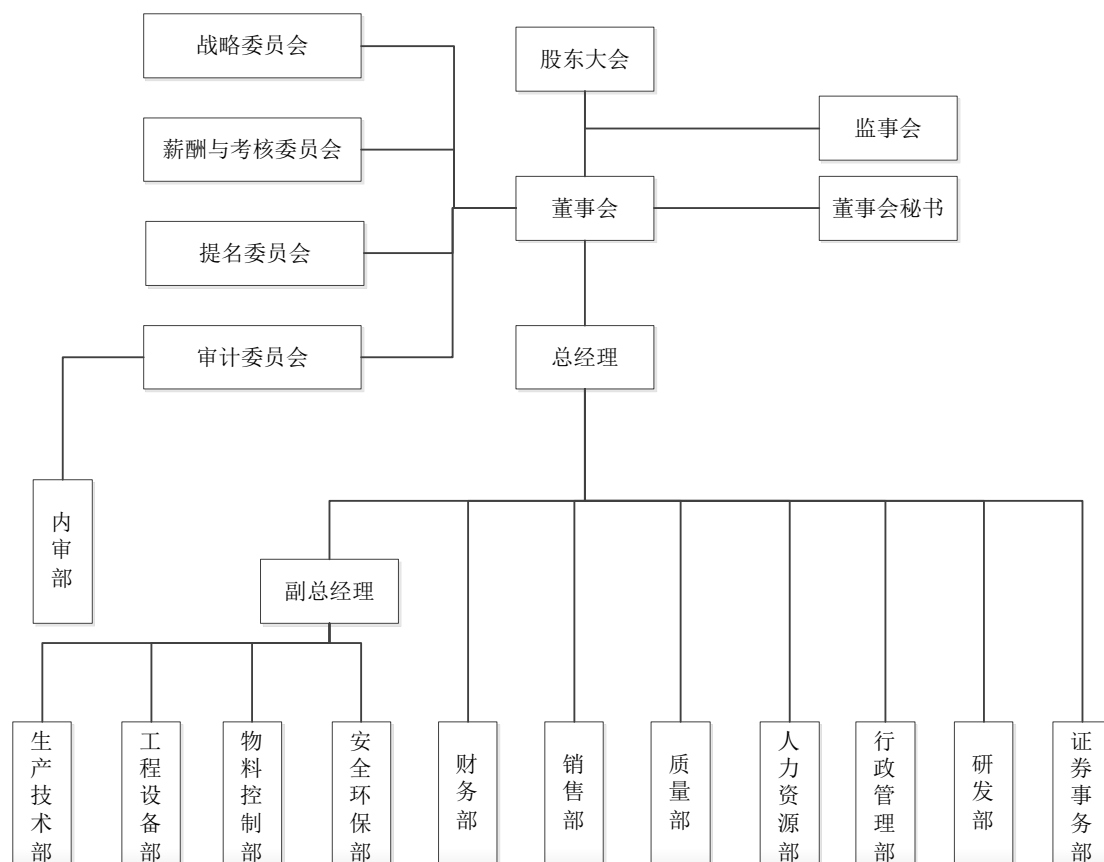 战略委员会
股东大会
监事会
薪酬与考核委员会
董事会
董事会秘书
提名委员会
审计委员会
总经理
内审部
副总经理
生产技术部
工程设备部
物料控制部
安全环保部
财务部
销售部
质量部
人力资源部
行政管理部
研发部
证券事务部